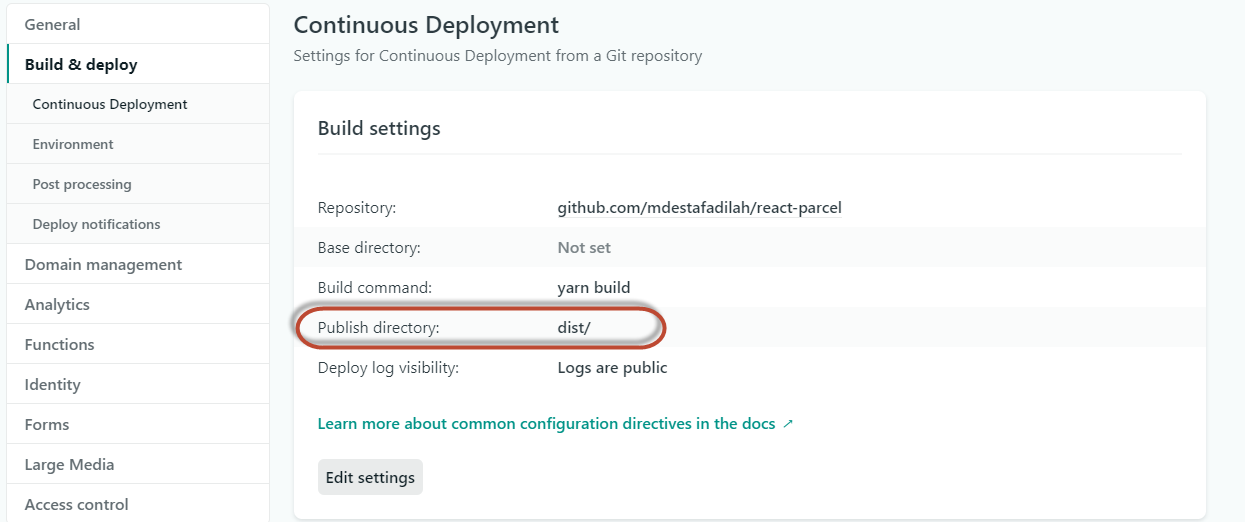 General
Build & deploy
Continuous Deployment
Environment
Post processing
Deploy notifications
Domain management
Analytics
Functions
Identity
Forms
Large Media
Access control
Continuous Deployment
Settings for Continuous Deployment from a Git repository
Build settings
Repository: github.com/mdestafadilah/react-parcel
Base directory: Not set
Build command: yarn build
Publish directory: dist/
Deploy log visibility: Logs are public
Learn more about common configuration directives in the docs ↗
Edit settings